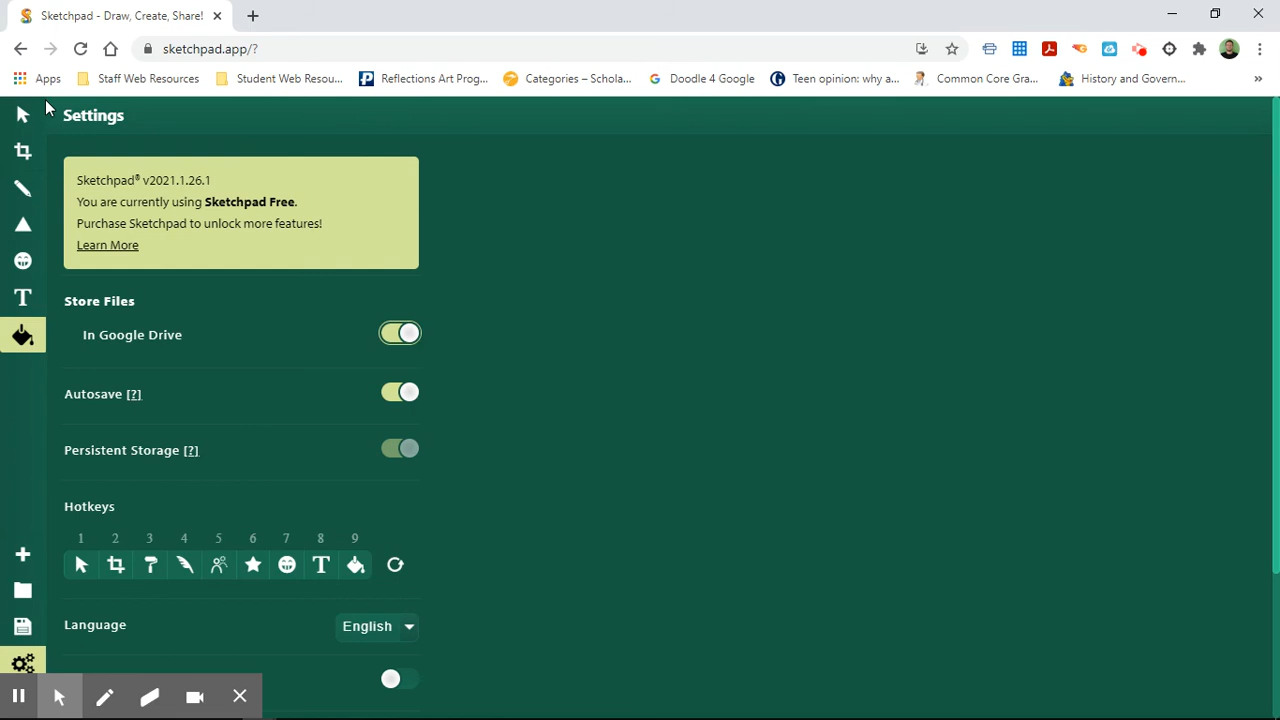 Sketchpad - Draw, Create, Share!
sketchpad.app/?
Apps Staff Web Resources Student Web Resou... Reflections Art Prog... Categories – Schola... Doodle 4 Google Teen opinion: why a... Common Core Gra... History and Govern... »
Settings
Sketchpad® v2021.1.26.1
You are currently using Sketchpad Free.
Purchase Sketchpad to unlock more features!
Learn More
Store Files
In Google Drive
Autosave [?]
Persistent Storage [?]
Hotkeys
1 2 3 4 5 6 7 8 9
T
Language English